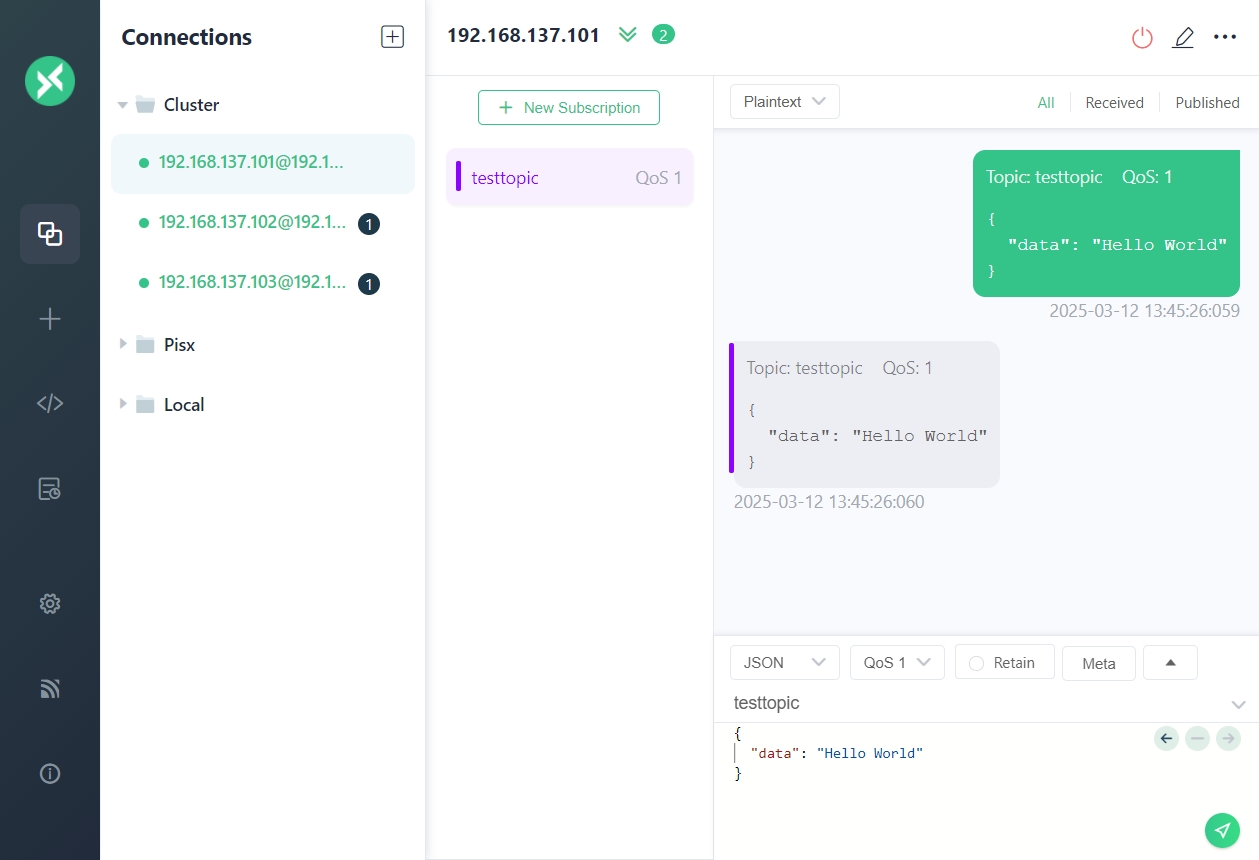 Connections
Cluster
192.168.137.101@192.1...
192.168.137.102@192.1...
1
192.168.137.103@192.1...
1
Pisx
Local
192.168.137.101
2
New Subscription
testtopic
QoS 1
Plaintext
All
Received
Published
Topic: testtopic QoS: 1
{
"data": "Hello World"
}
2025-03-12 13:45:26:059
Topic: testtopic QoS: 1
{
"data": "Hello World"
}
2025-03-12 13:45:26:060
JSON
QoS 1
Retain
Meta
testtopic
{
"data": "Hello World"
}